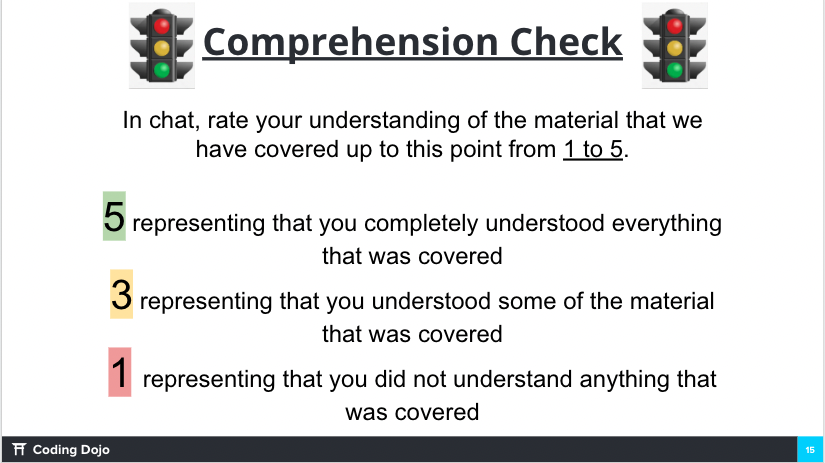 Comprehension Check
In chat, rate your understanding of the material that we
have covered up to this point from 1 to 5.
5 representing that you completely understood everything
that was covered
3 representing that you understood some of the material
that was covered
1 representing that you did not understand anything that
was covered
Coding Dojo
15